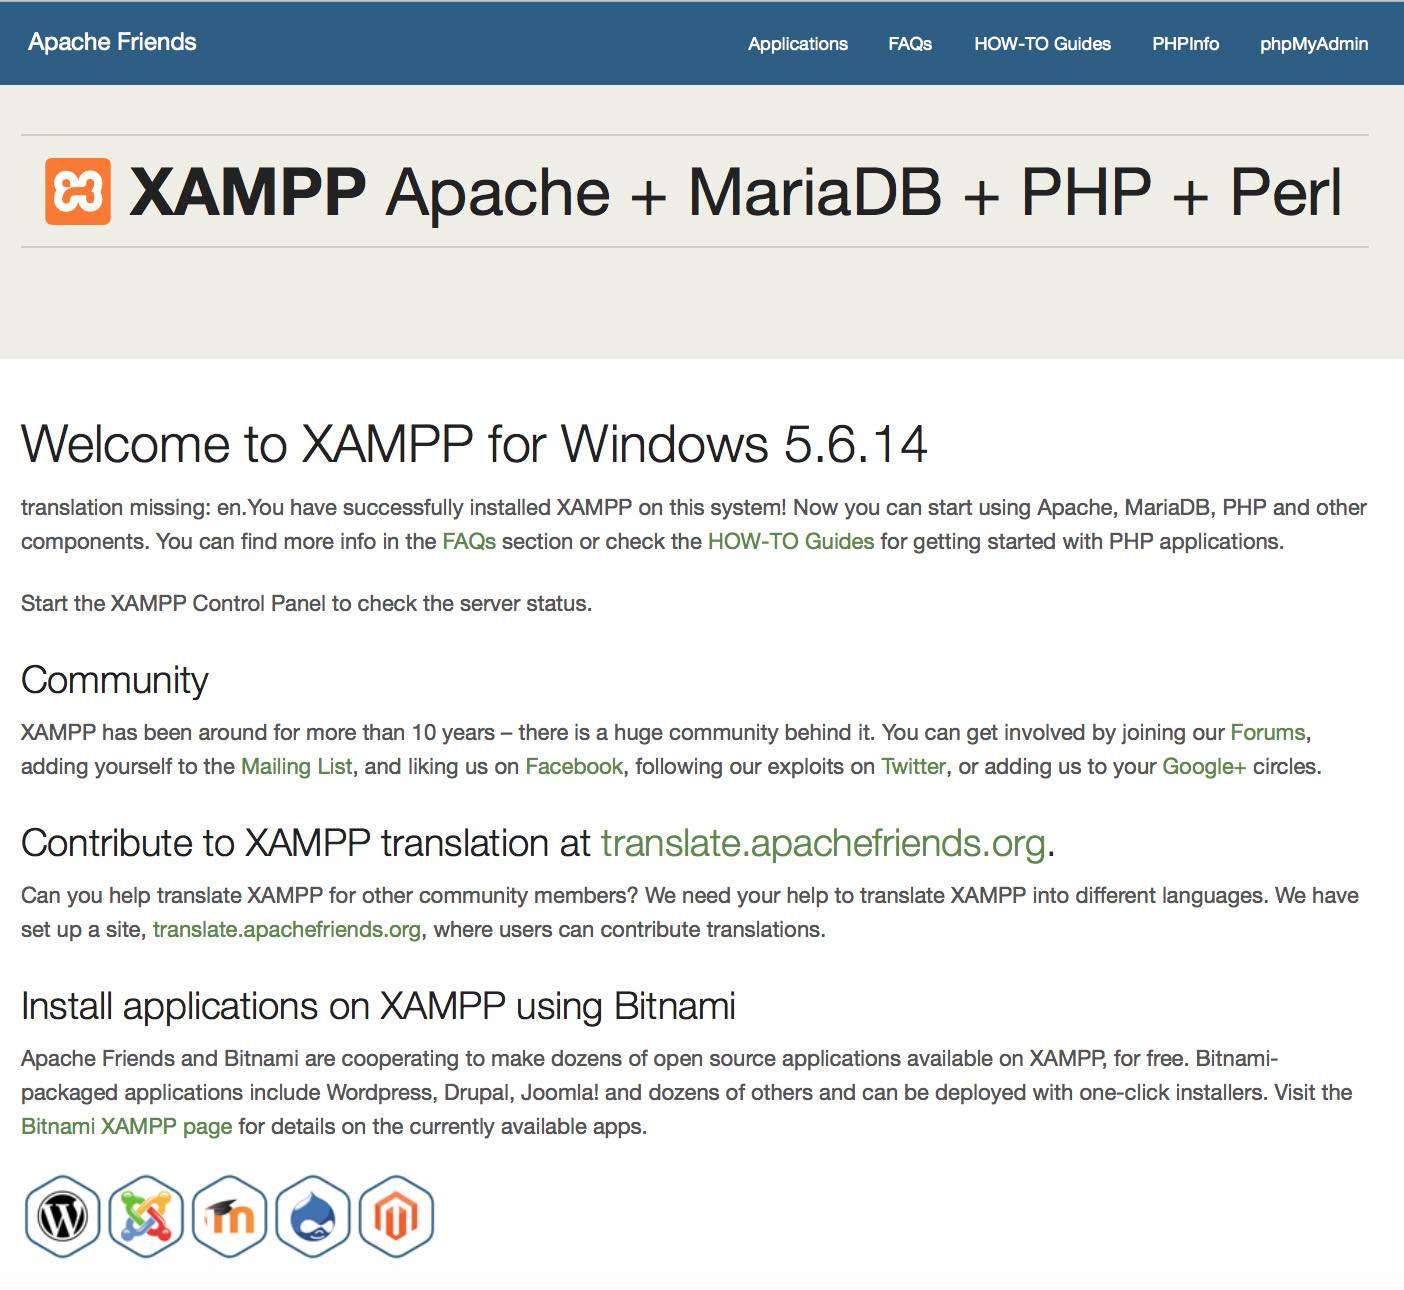 Apache Friends
Applications FAQs HOW-TO Guides PHPInfo phpMyAdmin
XAMPP Apache + MariaDB + PHP + Perl
Welcome to XAMPP for Windows 5.6.14
translation missing: en.You have successfully installed XAMPP on this system! Now you can start using Apache, MariaDB, PHP and other
components. You can find more info in the FAQs section or check the HOW-TO Guides for getting started with PHP applications.
Start the XAMPP Control Panel to check the server status.
Community
XAMPP has been around for more than 10 years – there is a huge community behind it. You can get involved by joining our Forums,
adding yourself to the Mailing List, and liking us on Facebook, following our exploits on Twitter, or adding us to your Google+ circles.
Contribute to XAMPP translation at translate.apachefriends.org.
Can you help translate XAMPP for other community members? We need your help to translate XAMPP into different languages. We have
set up a site, translate.apachefriends.org, where users can contribute translations.
Install applications on XAMPP using Bitnami
Apache Friends and Bitnami are cooperating to make dozens of open source applications available on XAMPP, for free. Bitnami-
packaged applications include Wordpress, Drupal, Joomla! and dozens of others and can be deployed with one-click installers. Visit the
Bitnami XAMPP page for details on the currently available apps.